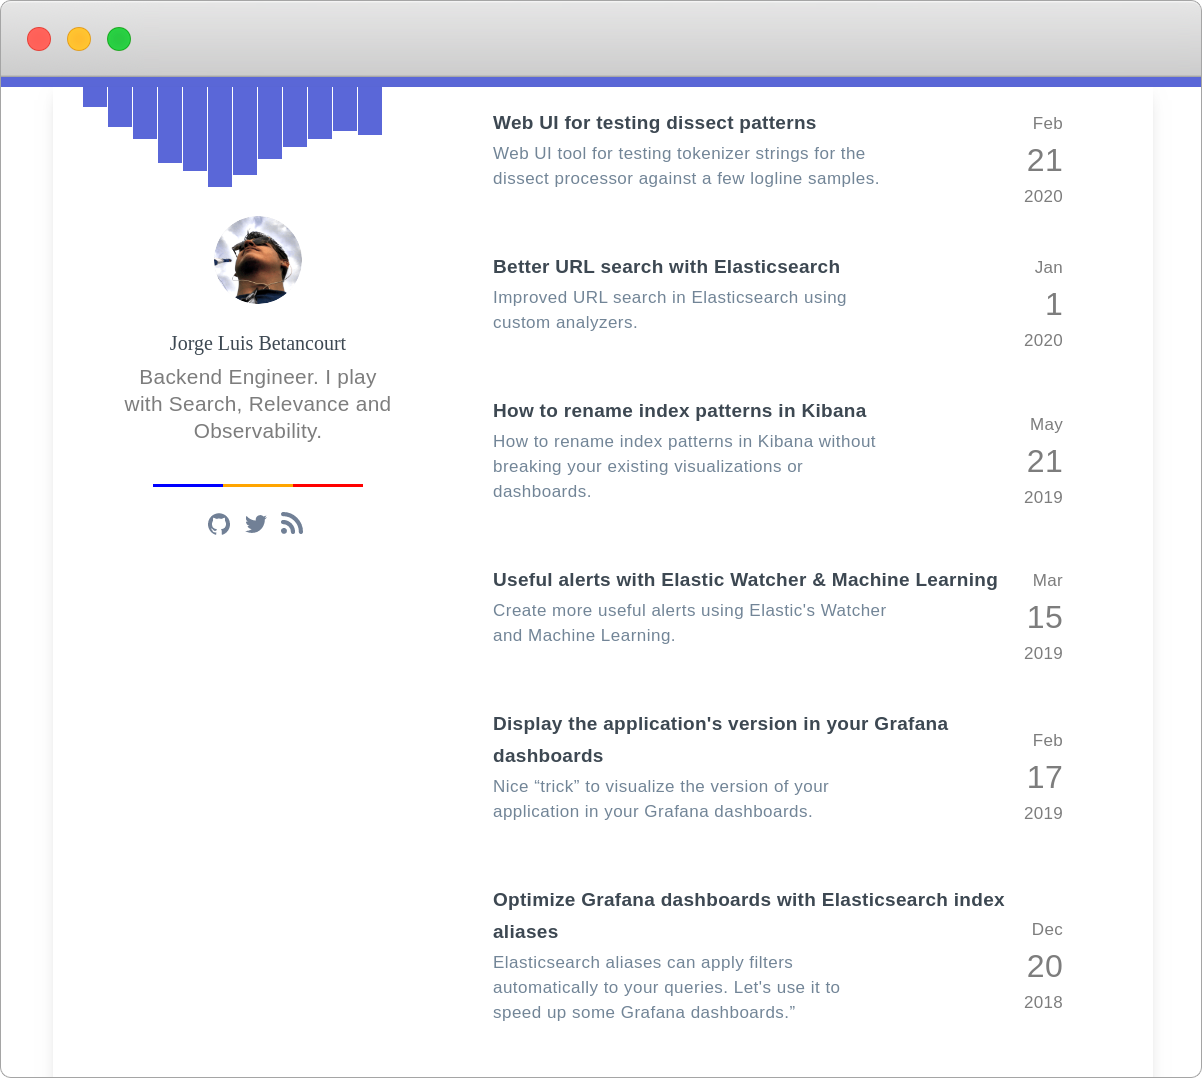 Jorge Luis Betancourt
Backend Engineer. I play
with Search, Relevance and
Observability.
Web UI for testing dissect patterns
Web UI tool for testing tokenizer strings for the
dissect processor against a few logline samples.
Feb
21
2020
Better URL search with Elasticsearch
Improved URL search in Elasticsearch using
custom analyzers.
Jan
1
2020
How to rename index patterns in Kibana
How to rename index patterns in Kibana without
breaking your existing visualizations or
dashboards.
May
21
2019
Useful alerts with Elastic Watcher & Machine Learning
Create more useful alerts using Elastic's Watcher
and Machine Learning.
Mar
15
2019
Display the application's version in your Grafana
dashboards
Nice “trick” to visualize the version of your
application in your Grafana dashboards.
Feb
17
2019
Optimize Grafana dashboards with Elasticsearch index
aliases
Elasticsearch aliases can apply filters
automatically to your queries. Let's use it to
speed up some Grafana dashboards.”
Dec
20
2018